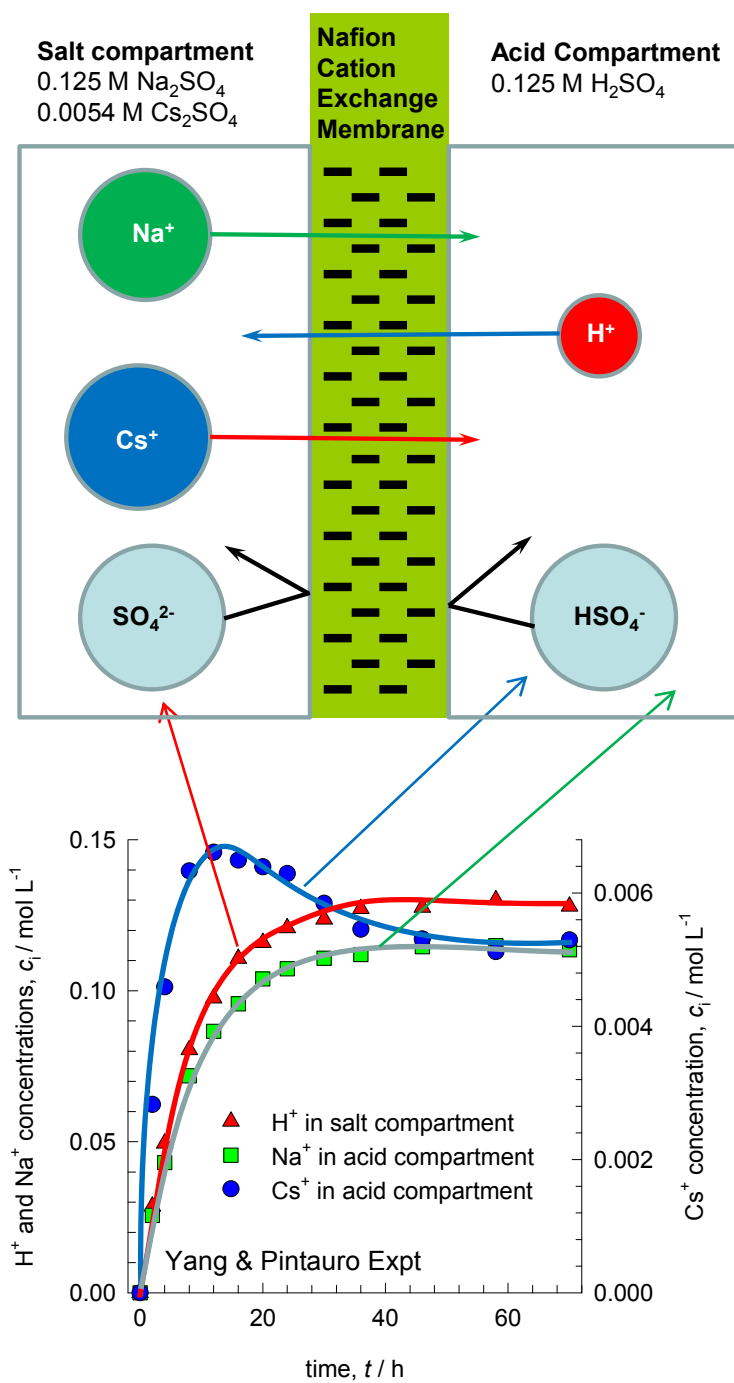 Salt compartment
0.125 M Na₂SO₄
0.0054 M Cs₂SO₄
Nafion
Cation
Exchange
Membrane
Acid Compartment
0.125 M H₂SO₄
Na⁺
H⁺
Cs⁺
SO₄²⁻
HSO₄⁻
H⁺ and Na⁺ concentrations, cᵢ / mol L⁻¹
0.15
0.10
0.05
0.00
H⁺ in salt compartment
Na⁺ in acid compartment
Cs⁺ in acid compartment
Yang & Pintauro Expt
0.006
0.004
0.002
0.000
Cs⁺ concentration, cᵢ / mol L⁻¹
0 20 40 60
time, t / h